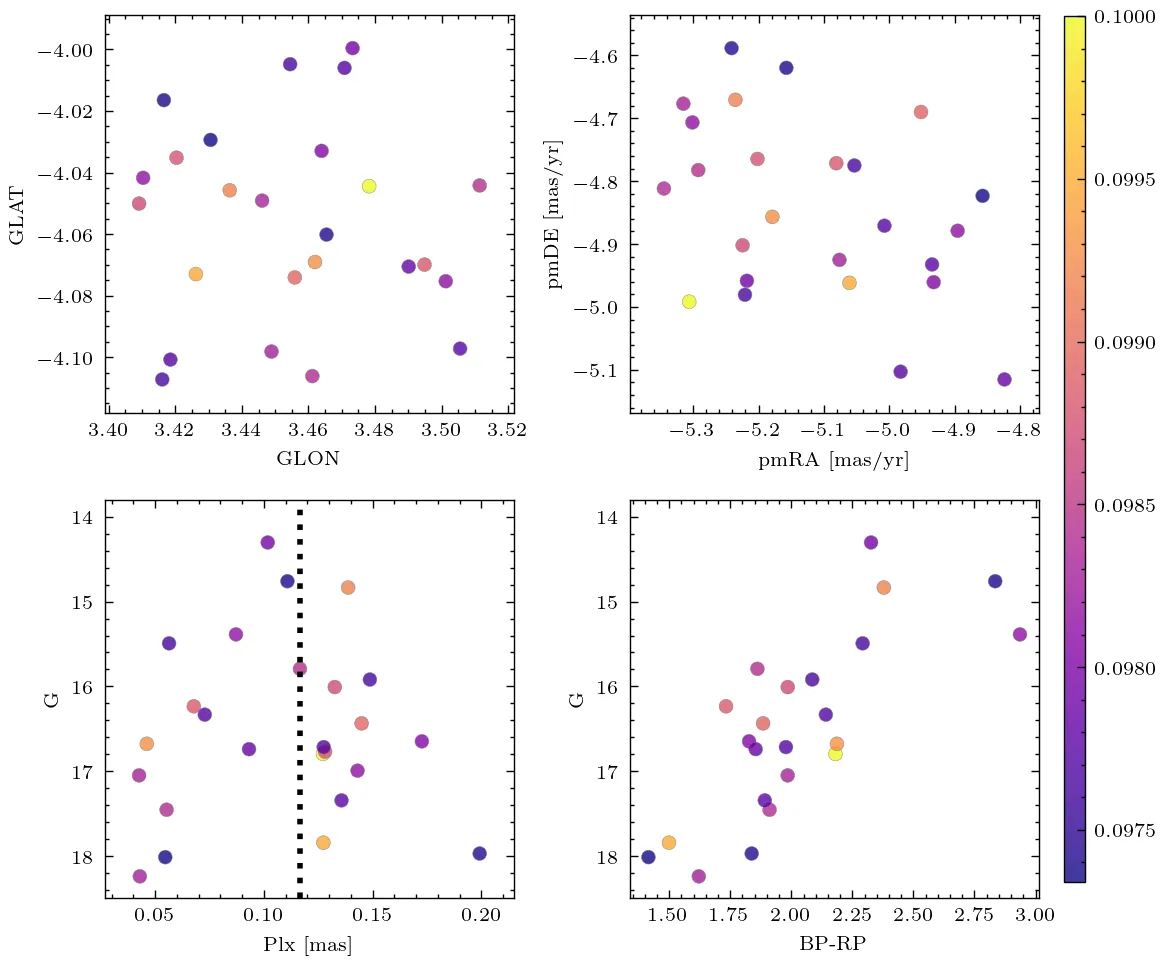 −4.00
−4.02
−4.04
−4.06
−4.08
−4.10
GLAT
3.40 3.42 3.44 3.46 3.48 3.50 3.52
GLON
−4.6
−4.7
−4.8
−4.9
−5.0
−5.1
pmDE [mas/yr]
−5.3 −5.2 −5.1 −5.0 −4.9 −4.8
pmRA [mas/yr]
14
15
16
17
18
G
0.05 0.10 0.15 0.20
Plx [mas]
14
15
16
17
18
G
1.50 1.75 2.00 2.25 2.50 2.75 3.00
BP-RP
0.1000
0.0995
0.0990
0.0985
0.0980
0.0975